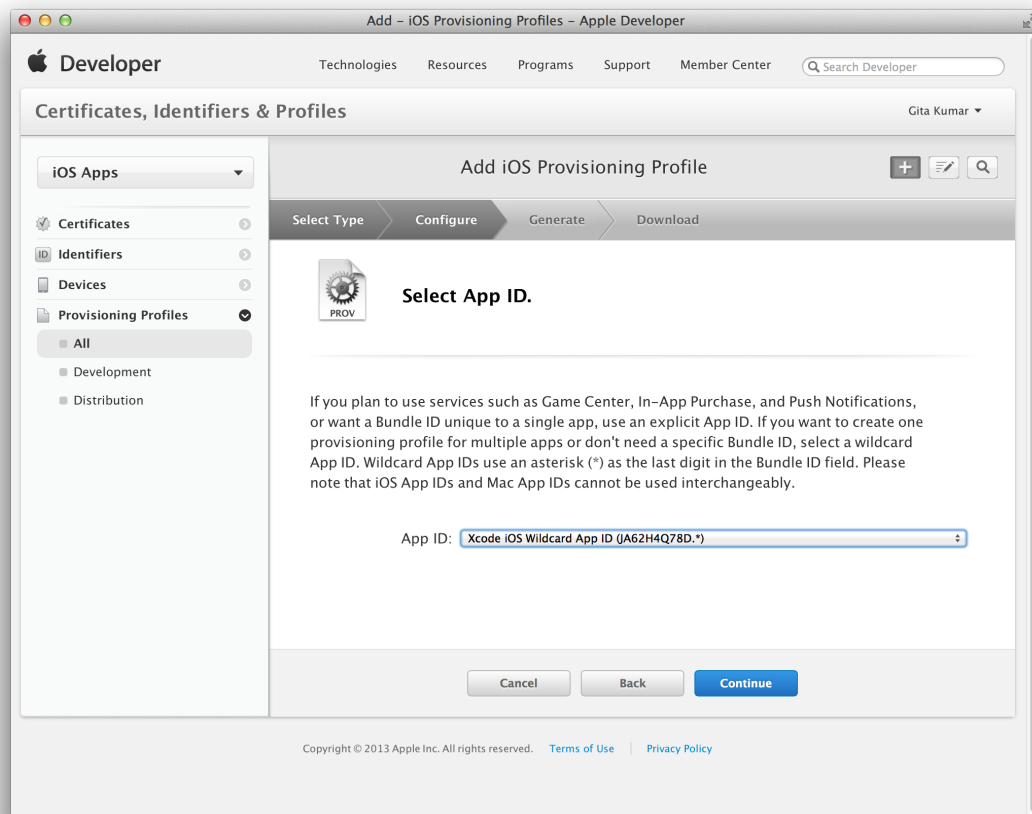 Add – iOS Provisioning Profiles – Apple Developer
Developer
Technologies Resources Programs Support Member Center Search Developer
Certificates, Identifiers & Profiles
Gita Kumar
iOS Apps
Certificates
ID Identifiers
Devices
Provisioning Profiles
All
Development
Distribution
Add iOS Provisioning Profile
Select Type Configure Generate Download
PROV
Select App ID.
If you plan to use services such as Game Center, In-App Purchase, and Push Notifications,
or want a Bundle ID unique to a single app, use an explicit App ID. If you want to create one
provisioning profile for multiple apps or don't need a specific Bundle ID, select a wildcard
App ID. Wildcard App IDs use an asterisk (*) as the last digit in the Bundle ID field. Please
note that iOS App IDs and Mac App IDs cannot be used interchangeably.
App ID: Xcode iOS Wildcard App ID (JA62H4Q78D.*)
Cancel Back Continue
Copyright © 2013 Apple Inc. All rights reserved. Terms of Use | Privacy Policy